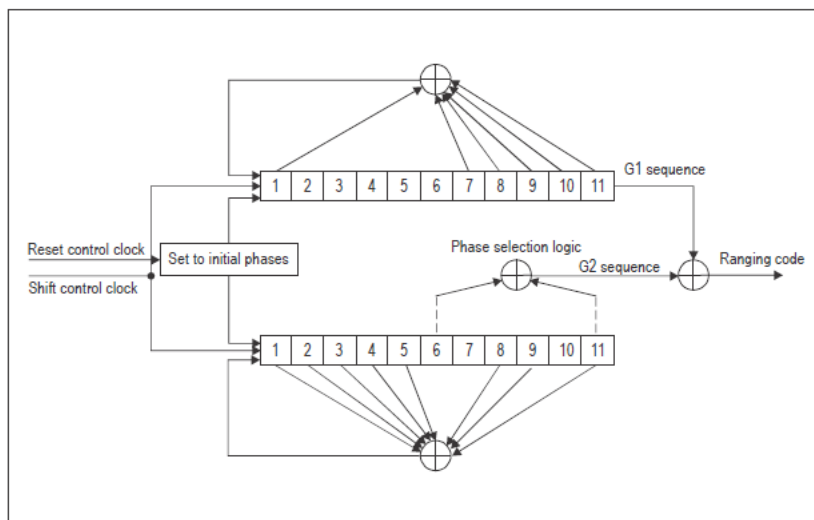 1 2 3 4 5 6 7 8 9 10 11
G1 sequence
Reset control clock
Set to initial phases
Shift control clock
Phase selection logic
G2 sequence
Ranging code
1 2 3 4 5 6 7 8 9 10 11